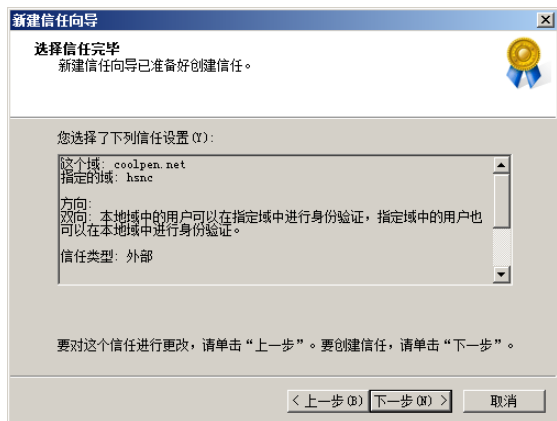 新建信任向导
选择信任完毕
新建信任向导已准备好创建信任。
您选择了下列信任设置(Y):
这个域: coolpen.net
指定的域: hsnc
方向:
双向: 本地域中的用户可以在指定域中进行身份验证，指定域中的用户也
可以在本地域中进行身份验证。
信任类型: 外部
要对这个信任进行更改，请单击“上一步”。要创建信任，请单击“下一步”。
< 上一步(B) 下一步(N) > 取消